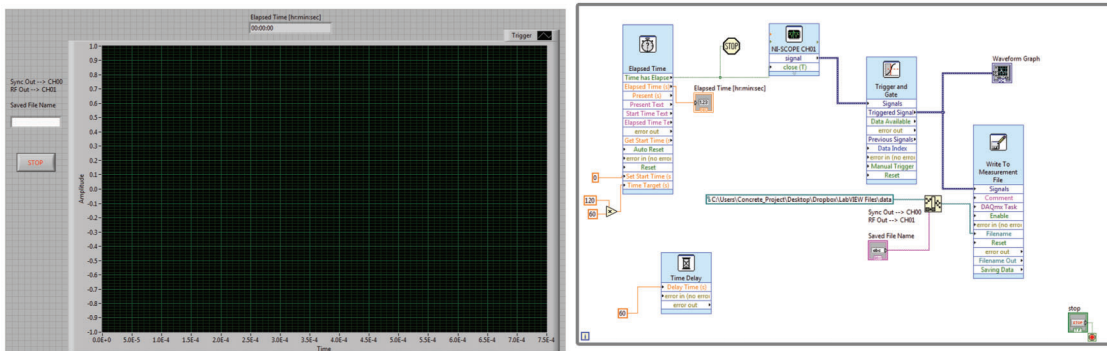 Elapsed Time [hr:min:sec]
00:00:00
Trigger
Sync Out --> CH00
RF Out --> CH01
Saved File Name
STOP
Amplitude
1.0
0.9
0.8
0.7
0.6
0.5
0.4
0.3
0.2
0.1
0.0
-0.1
-0.2
-0.3
-0.4
-0.5
-0.6
-0.7
-0.8
-0.9
-1.0
0.0E+0 5.0E-5 1.0E-4 1.5E-4 2.0E-4 2.5E-4 3.0E-4 3.5E-4 4.0E-4 4.5E-4 5.0E-4 5.5E-4 6.0E-4 6.5E-4 7.0E-4 7.5E-4
Time
Elapsed Time
Time has Elapse
Elapsed Time (s)
Present (s)
Present Text
Start Time Text
Elapsed Time Te
error out
Get Start Time (s
Auto Reset
error in (no erro
Reset
Set Start Time (s
Time Target (s)
0
120
60
STOP
Elapsed Time [hr:min:sec]
123
NI-SCOPE CH01
signal
close (T)
Trigger and
Gate
Signals
Triggered Signal
Data Available
error out
Previous Signals
Data Index
error in (no erro
Manual Trigger
Reset
Waveform Graph
Write To
Measurement
File
Signals
Comment
DAQmx Task
Enable
error in (no erro
Filename
Reset
error out
Filename Out
Saving Data
C:\Users\Concrete_Project\Desktop\Dropbox\LabVIEW Files\data
Sync Out --> CH00
RF Out --> CH01
Saved File Name
abc
Time Delay
Delay Time (s)
error in (no erro
error out
60
i
stop